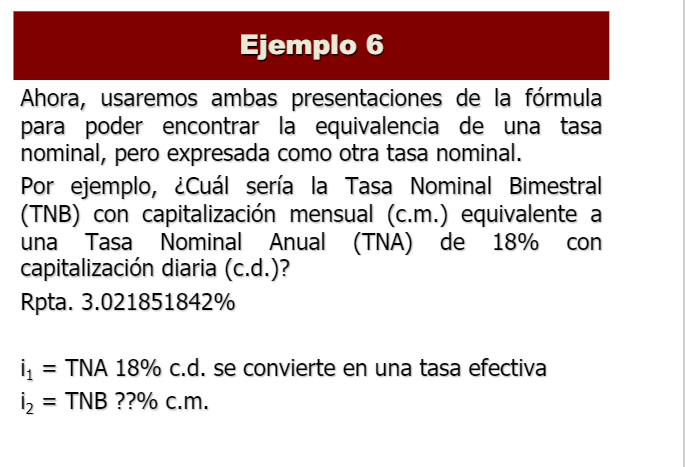 Ejemplo 6
Ahora, usaremos ambas presentaciones de la fórmula
para poder encontrar la equivalencia de una tasa
nominal, pero expresada como otra tasa nominal.
Por ejemplo, ¿Cuál sería la Tasa Nominal Bimestral
(TNB) con capitalización mensual (c.m.) equivalente a
una Tasa Nominal Anual (TNA) de 18% con
capitalización diaria (c.d.)?
Rpta. 3.021851842%
i₁ = TNA 18% c.d. se convierte en una tasa efectiva
i₂ = TNB ??% c.m.